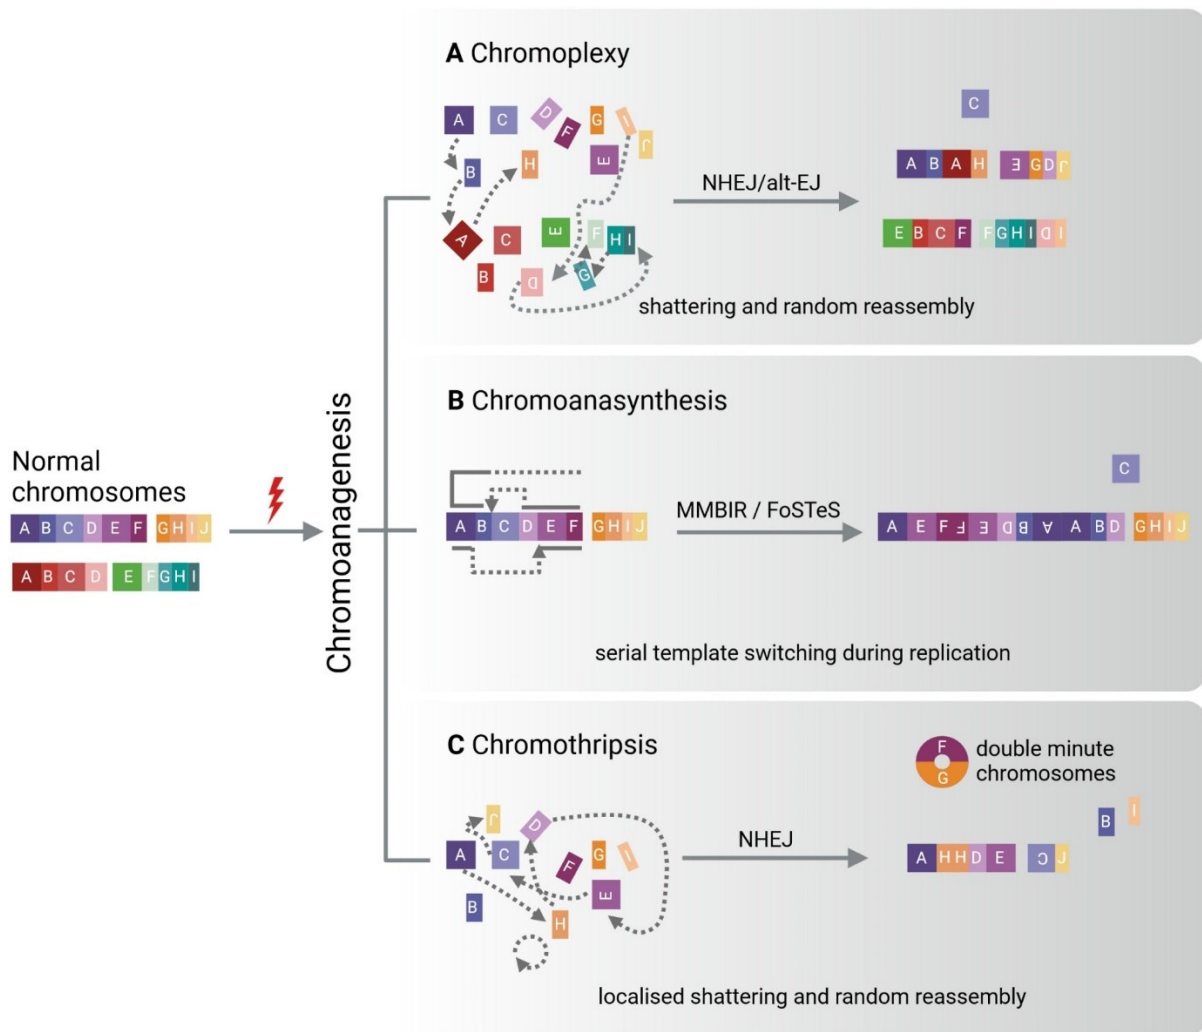 Normal
chromosomes
A B C D E F G H I J
A B C D E F G H I
Chromoanagenesis
A Chromoplexy
A C D F G I J
B H E
A C E F H I
B D G
NHEJ/alt-EJ
C
A B A H E G D J
E B C F F G H I D I
shattering and random reassembly
B Chromoanasynthesis
A B C D E F G H I J
MMBIR / FoSTeS
C
A E F F E D B A A B D G H I J
serial template switching during replication
C Chromothripsis
J D
A C F G I
B H E
NHEJ
F
G
double minute
chromosomes
B I
A H H D E C J
localised shattering and random reassembly